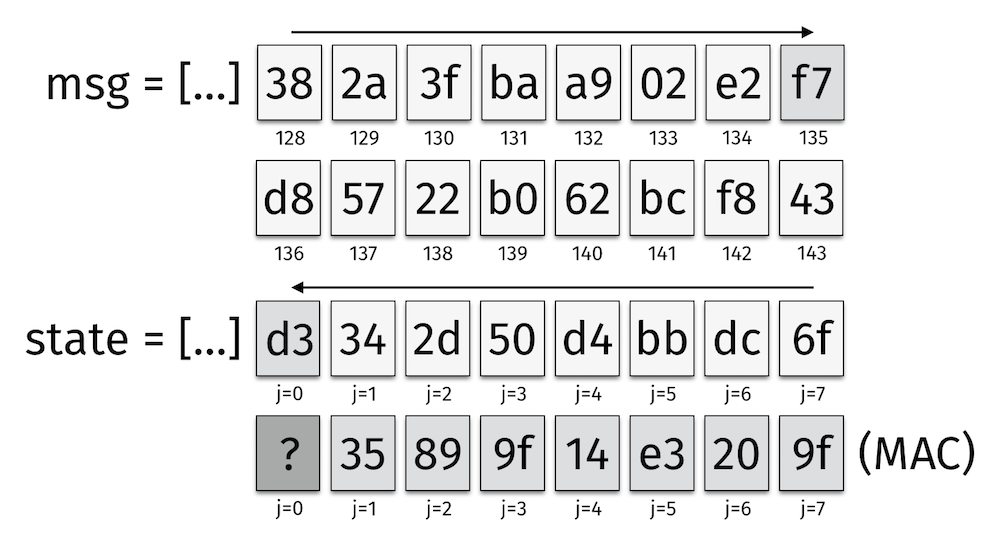 msg = [...] 38 2a 3f ba a9 02 e2 f7
128 129 130 131 132 133 134 135
d8 57 22 b0 62 bc f8 43
136 137 138 139 140 141 142 143
state = [...] d3 34 2d 50 d4 bb dc 6f
j=0 j=1 j=2 j=3 j=4 j=5 j=6 j=7
? 35 89 9f 14 e3 20 9f (MAC)
j=0 j=1 j=2 j=3 j=4 j=5 j=6 j=7